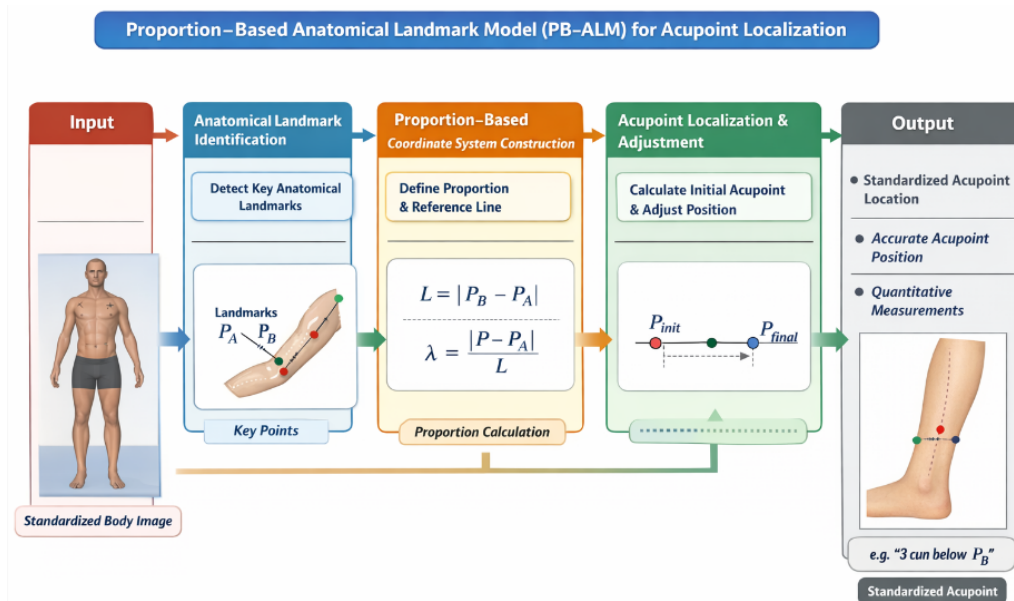 Proportion–Based Anatomical Landmark Model (PB–ALM) for Acupoint Localization
Input
Standardized Body Image
Anatomical Landmark
Identification
Detect Key Anatomical
Landmarks
Landmarks
P_A P_B
Key Points
Proportion–Based
Coordinate System Construction
Define Proportion
& Reference Line
L = | P_B – P_A |
λ = |P – P_A| / L
Proportion Calculation
Acupoint Localization &
Adjustment
Calculate Initial Acupoint
& Adjust Position
P_init
P_final
Output
• Standardized Acupoint
Location
• Accurate Acupoint
Position
• Quantitative
Measurements
e.g. “3 cun below P_B”
Standardized Acupoint